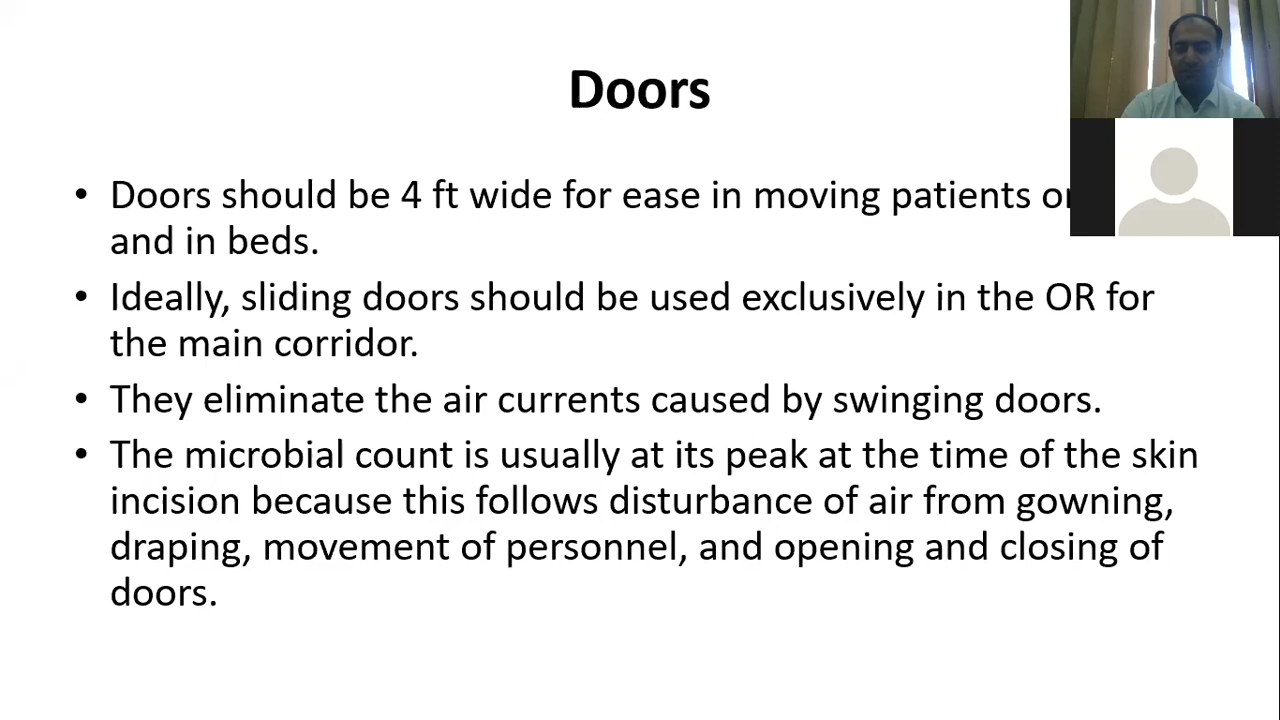 Doors
• Doors should be 4 ft wide for ease in moving patients
and in beds.
• Ideally, sliding doors should be used exclusively in the OR for
the main corridor.
• They eliminate the air currents caused by swinging doors.
• The microbial count is usually at its peak at the time of the skin
incision because this follows disturbance of air from gowning,
draping, movement of personnel, and opening and closing of
doors.